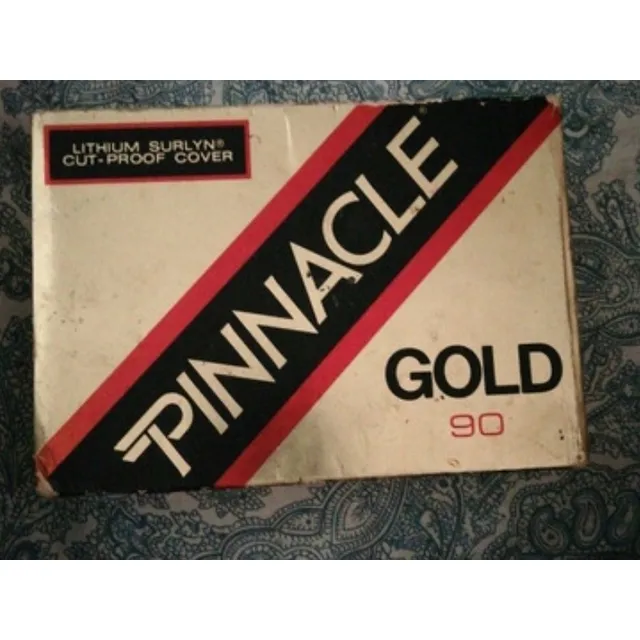 LITHIUM SURLYN®
CUT-PROOF COVER
PINNACLE®
GOLD
90